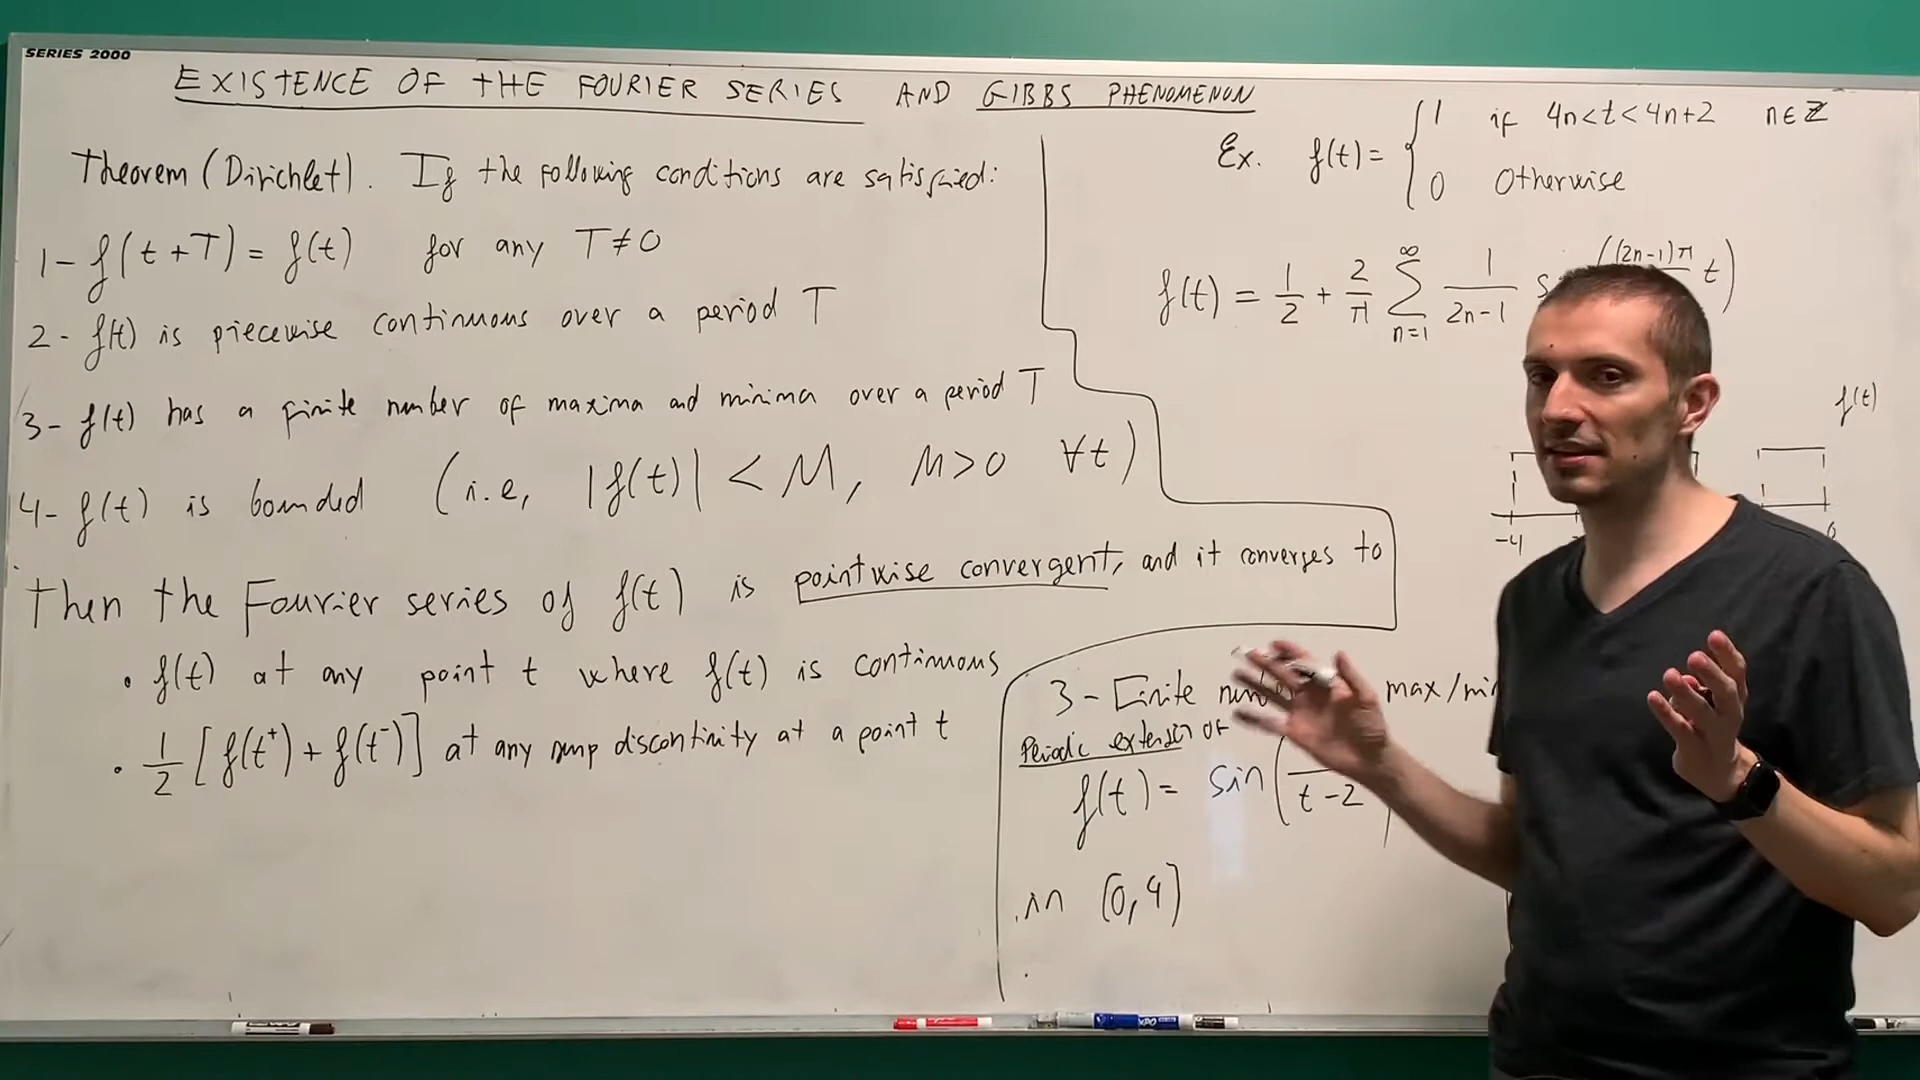 SERIES 2000
EXISTENCE OF THE FOURIER SERIES AND GIBBS PHENOMENON
Theorem (Dirichlet). If the following conditions are satisfied:
1- f(t+T) = f(t) for any T≠0
2- f(t) is piecewise continuous over a period T
3- f(t) has a finite number of maxima and minima over a period T
4- f(t) is bounded (i.e, |f(t)| < M, M>0 ∀t)
Then the Fourier series of f(t) is pointwise convergent, and it converges to
• f(t) at any point t where f(t) is continuous
• 1/2 [f(t⁺) + f(t⁻)] at any jump discontinuity at a point t
Ex. f(t) = { 1 if 4n<t<4n+2 n∈ℤ
0 Otherwise
f(t) = 1/2 + 2/π ∑_{n=1}^{∞} 1/(2n-1) ((2n-1)π t)
f(t)
-4
6
3- Finite max/min
Periodic extension of
f(t) = sin( t-2
in (0,4)
EXPO